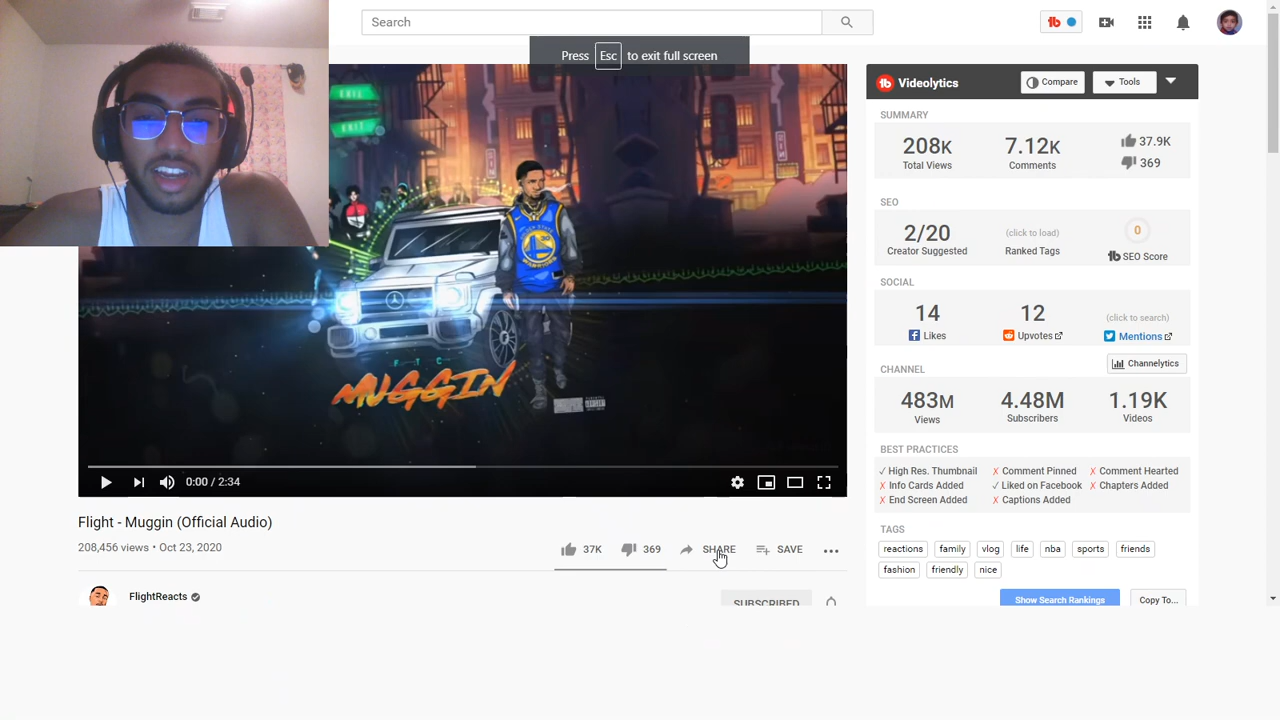 Search
Press Esc to exit full screen
EXIT
EXIT
FTC
MUGGIN
0:00 / 2:34
Flight - Muggin (Official Audio)
208,456 views • Oct 23, 2020
37K
369
SHARE
SAVE
FlightReacts
SUBSCRIBED
Videolytics
Compare
Tools
SUMMARY
208K
Total Views
7.12K
Comments
37.9K
369
SEO
2/20
Creator Suggested
(click to load)
Ranked Tags
0
SEO Score
SOCIAL
14
Likes
12
Upvotes
(click to search)
Mentions
Channelytics
CHANNEL
483M
Views
4.48M
Subscribers
1.19K
Videos
BEST PRACTICES
✓ High Res. Thumbnail
✗ Comment Pinned
✗ Comment Hearted
✗ Info Cards Added
✓ Liked on Facebook
✗ Chapters Added
✗ End Screen Added
✗ Captions Added
TAGS
reactions
family
vlog
life
nba
sports
friends
fashion
friendly
nice
Show Search Rankings
Copy To...